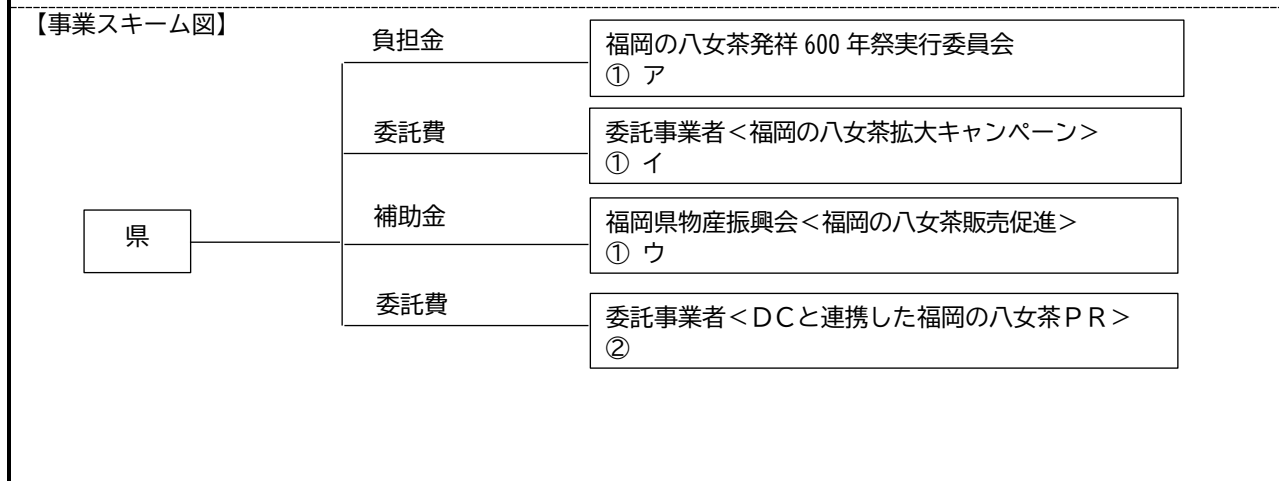 【事業スキーム図】
負担金
福岡の八女茶発祥 600 年祭実行委員会
① ア
委託費
委託事業者<福岡の八女茶拡大キャンペーン>
① イ
県
補助金
福岡県物産振興会<福岡の八女茶販売促進>
① ウ
委託費
委託事業者<DCと連携した福岡の八女茶PR>
②